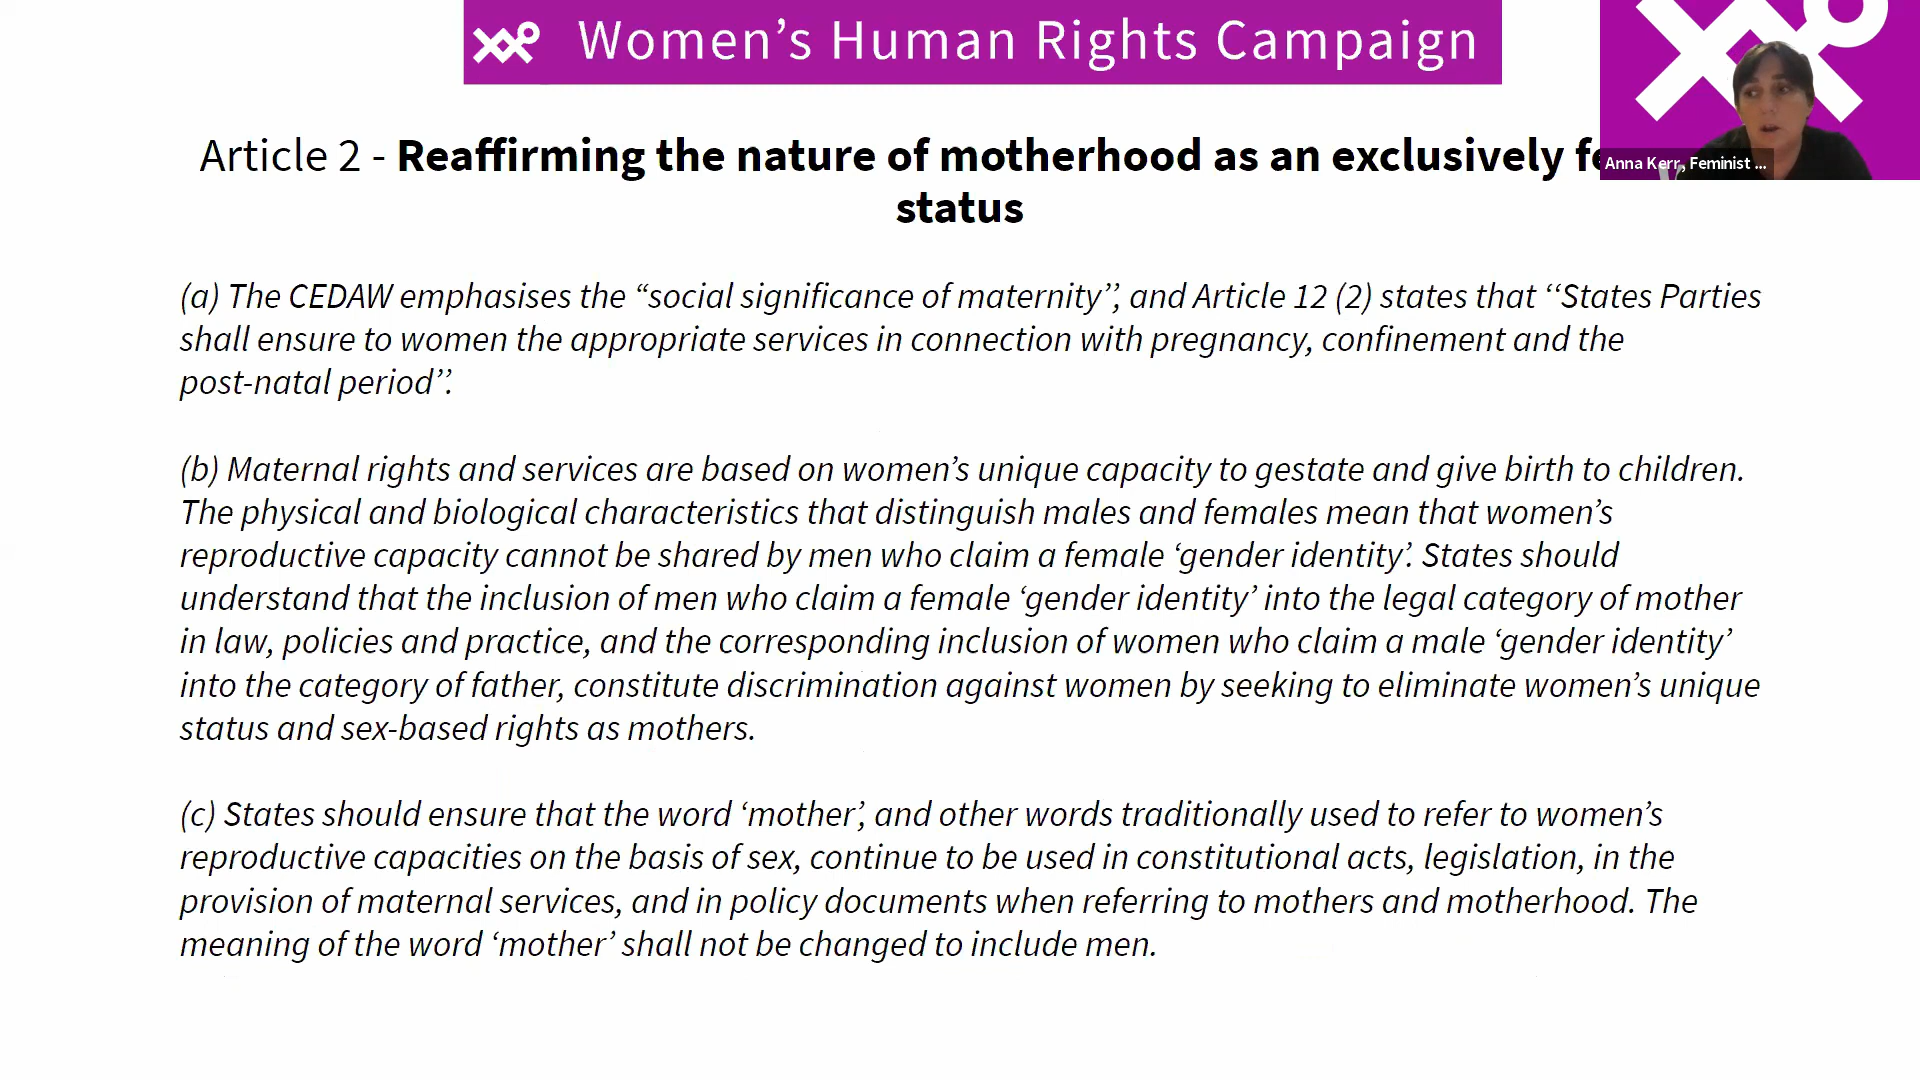 Women’s Human Rights Campaign
Article 2 - Reaffirming the nature of motherhood as an exclusively
status
Anna Kerr, Feminist ...
(a) The CEDAW emphasises the “social significance of maternity’’, and Article 12 (2) states that ‘‘States Parties
shall ensure to women the appropriate services in connection with pregnancy, confinement and the
post-natal period’’.
(b) Maternal rights and services are based on women’s unique capacity to gestate and give birth to children.
The physical and biological characteristics that distinguish males and females mean that women’s
reproductive capacity cannot be shared by men who claim a female ‘gender identity’. States should
understand that the inclusion of men who claim a female ‘gender identity’ into the legal category of mother
in law, policies and practice, and the corresponding inclusion of women who claim a male ‘gender identity’
into the category of father, constitute discrimination against women by seeking to eliminate women’s unique
status and sex-based rights as mothers.
(c) States should ensure that the word ‘mother’, and other words traditionally used to refer to women’s
reproductive capacities on the basis of sex, continue to be used in constitutional acts, legislation, in the
provision of maternal services, and in policy documents when referring to mothers and motherhood. The
meaning of the word ‘mother’ shall not be changed to include men.